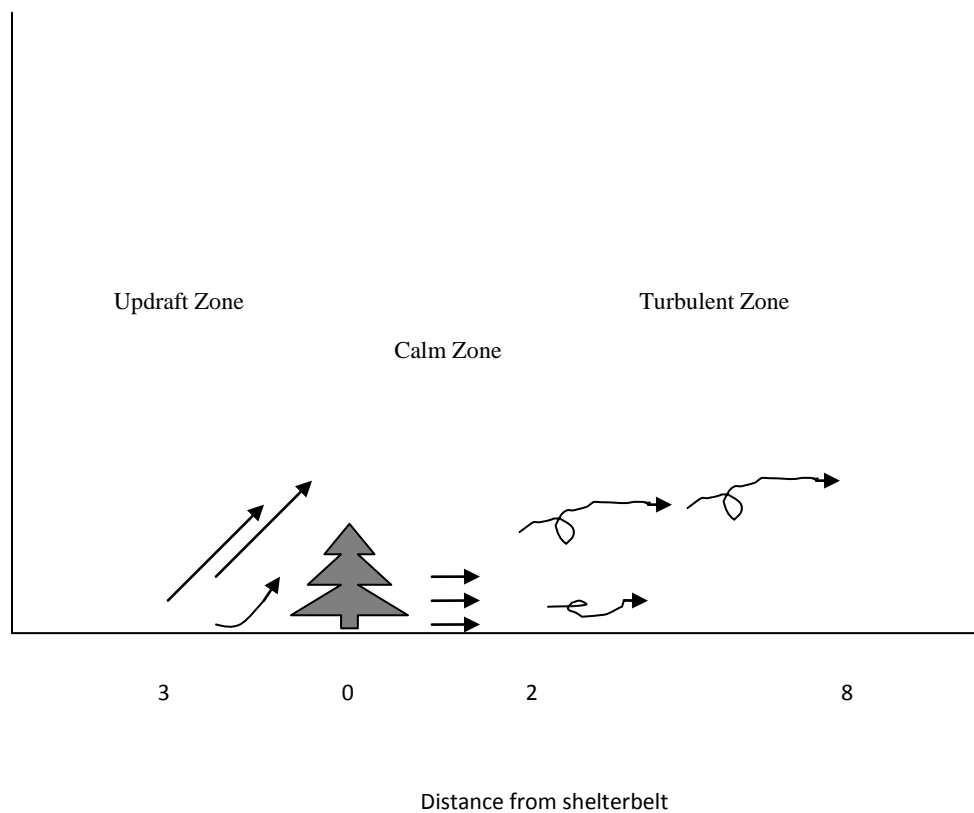 Updraft Zone
Turbulent Zone
Calm Zone
3 0 2 8
Distance from shelterbelt